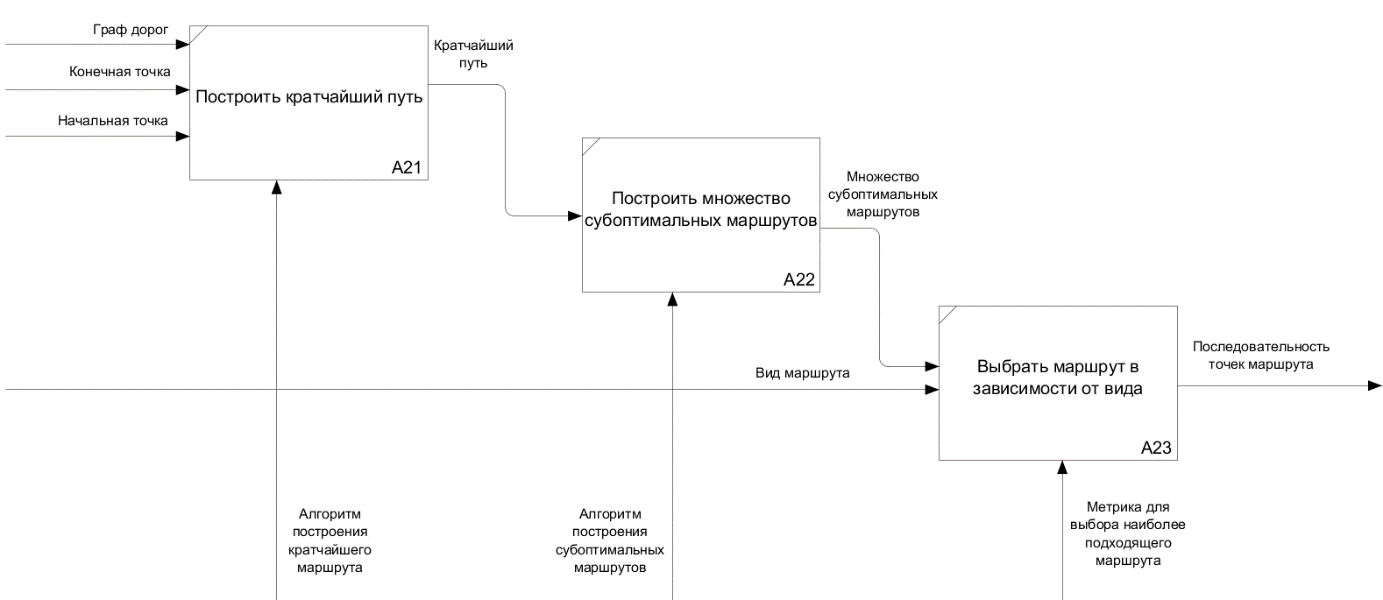 Граф дорог
Конечная точка
Начальная точка
Построить кратчайший путь
A21
Кратчайший
путь
Построить множество
субоптимальных маршрутов
A22
Множество
субоптимальных
маршрутов
Вид маршрута
Выбрать маршрут в
зависимости от вида
A23
Последовательность
точек маршрута
Алгоритм
построения
кратчайшего
маршрута
Алгоритм
построения
субоптимальных
маршрутов
Метрика для
выбора наиболее
подходящего
маршрута